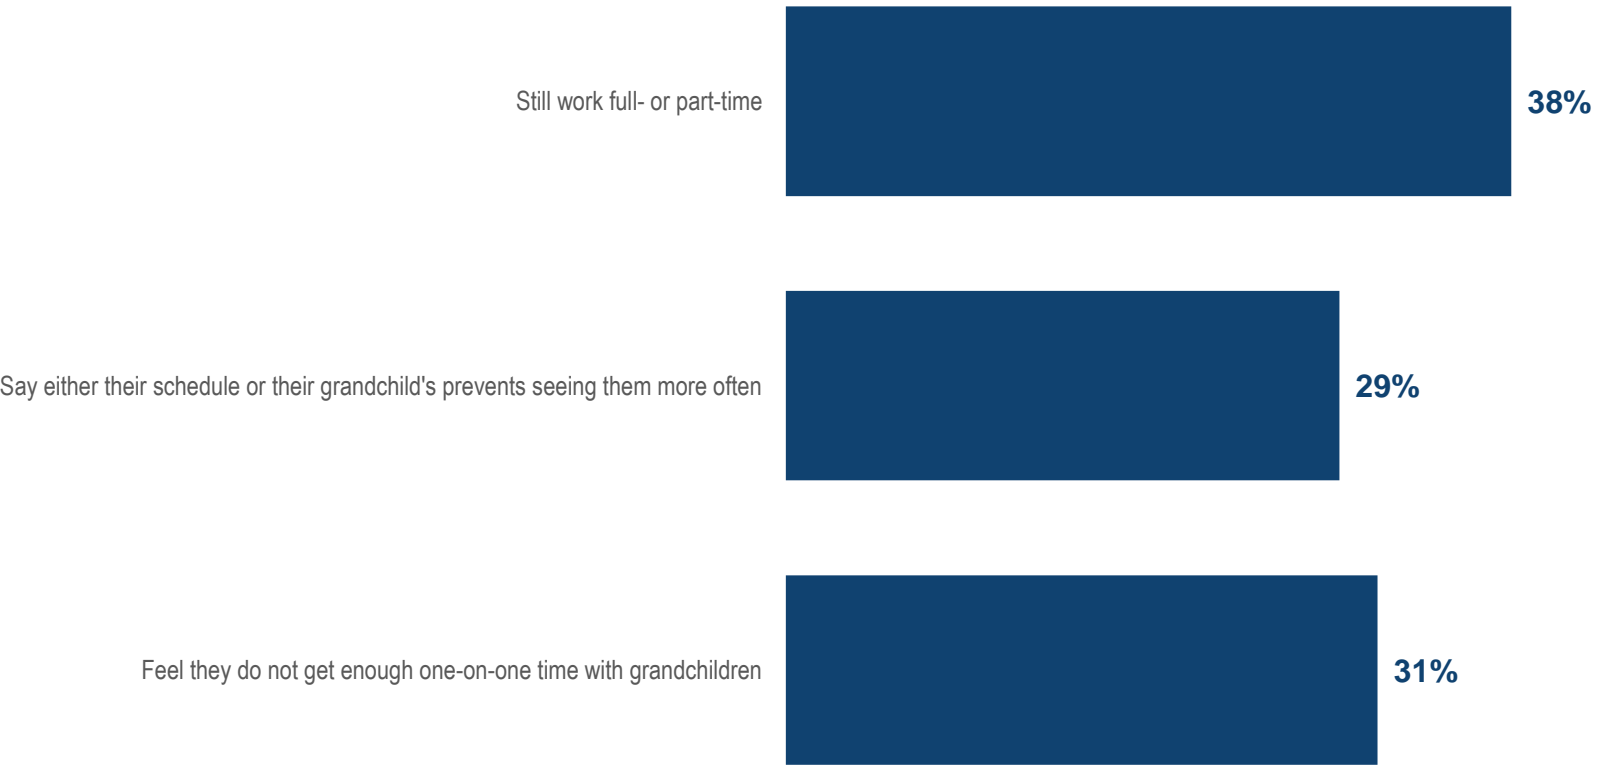 Still work full- or part-time
38%
Say either their schedule or their grandchild's prevents seeing them more often
29%
Feel they do not get enough one-on-one time with grandchildren
31%